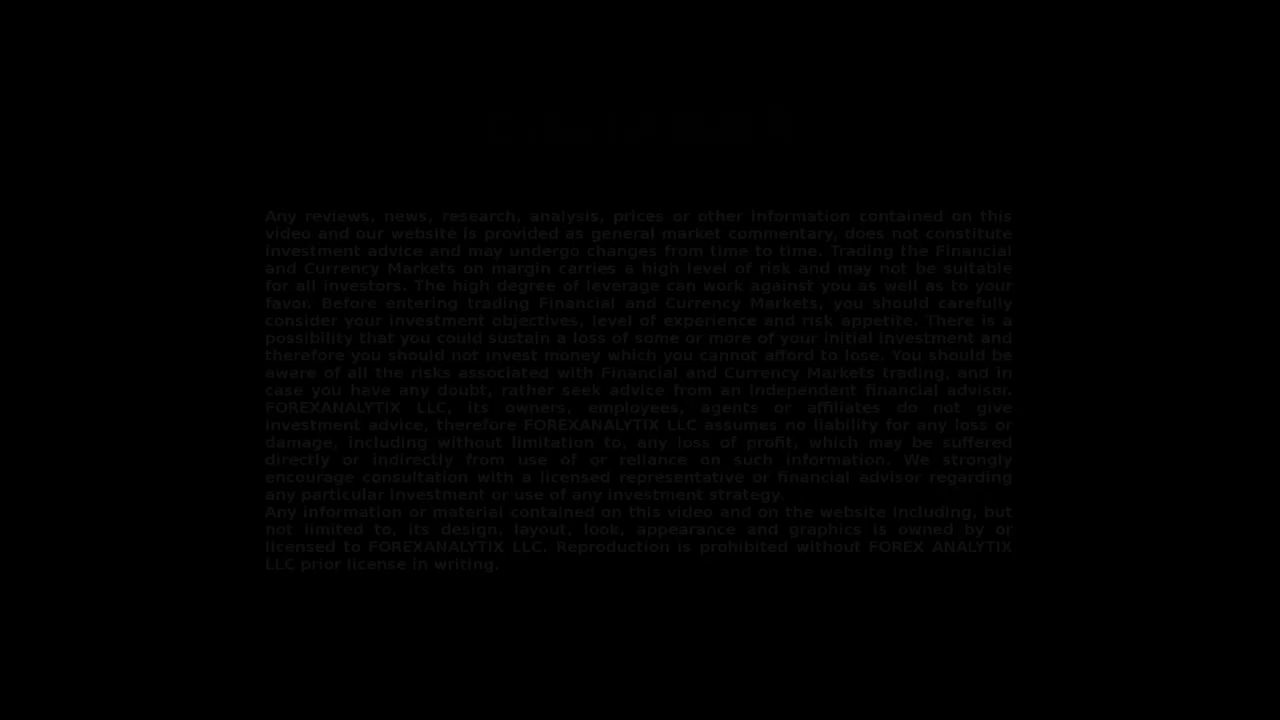 Any reviews, news, research, analysis, prices or other information contained on this
video and our website is provided as general market commentary, does not constitute
investment advice and may undergo changes from time to time. Trading the Financial
and Currency Markets on margin carries a high level of risk and may not be suitable
for all investors. The high degree of leverage can work against you as well as to your
favor. Before entering trading Financial and Currency Markets, you should carefully
consider your investment objectives, level of experience and risk appetite. There is a
possibility that you could sustain a loss of some or more of your initial investment and
therefore you should not invest money which you cannot afford to lose. You should be
aware of all the risks associated with Financial and Currency Markets trading, and in
case you have any doubt, rather seek advice from an independent financial advisor.
FOREXANALYTIX LLC, its owners, employees, agents or affiliates do not give
investment advice, therefore FOREXANALYTIX LLC assumes no liability for any loss or
damage, including without limitation to, any loss of profit, which may be suffered
directly or indirectly from use of or reliance on such information. We strongly
encourage consultation with a licensed representative or financial advisor regarding
any particular investment or use of any investment strategy.
Any information or material contained on this video and on the website including, but
not limited to, its design, layout, look, appearance and graphics is owned by or
licensed to FOREXANALYTIX LLC. Reproduction is prohibited without FOREX ANALYTIX
LLC prior license in writing.